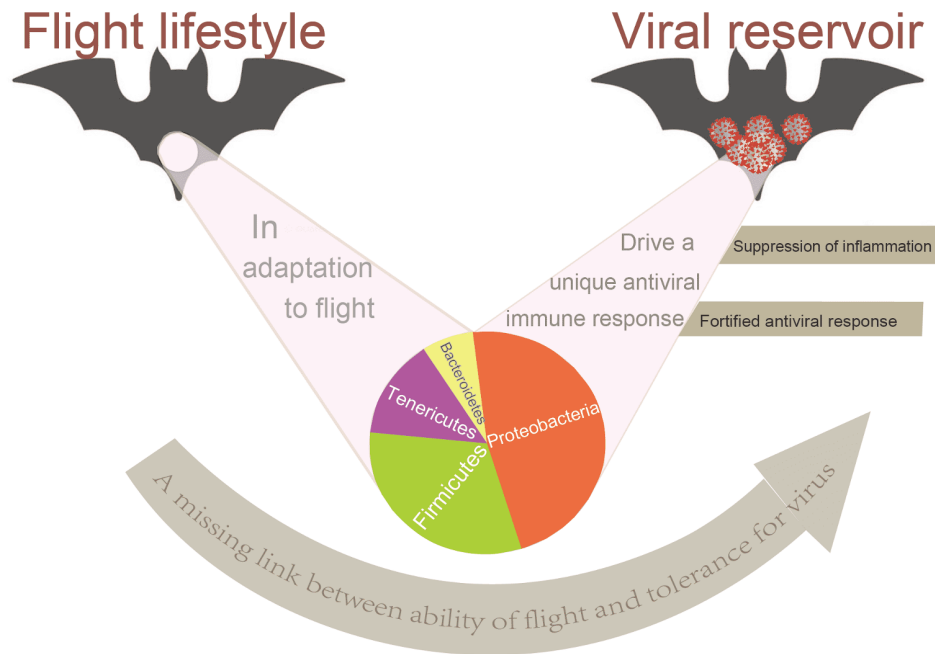 Flight lifestyle
Viral reservoir
In
adaptation
to flight
Drive a
unique antiviral
immune response
Suppression of inflammation
Fortified antiviral response
Bacteroidetes
Tenericutes
Proteobacteria
Firmicutes
A missing link between ability of flight and tolerance for virus